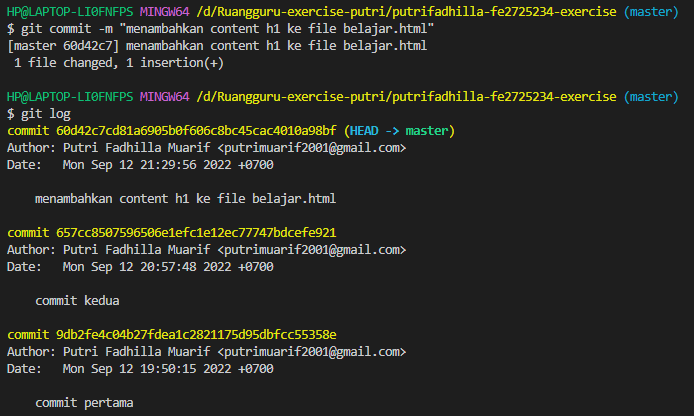 HP@LAPTOP-LI0FNFPS MINGW64 /d/Ruangguru-exercise-putri/putrifadhilla-fe2725234-exercise (master)
$ git commit -m "menambahkan content h1 ke file belajar.html"
[master 60d42c7] menambahkan content h1 ke file belajar.html
 1 file changed, 1 insertion(+)

HP@LAPTOP-LI0FNFPS MINGW64 /d/Ruangguru-exercise-putri/putrifadhilla-fe2725234-exercise (master)
$ git log
commit 60d42c7cd81a6905b0f606c8bc45cac4010a98bf (HEAD -> master)
Author: Putri Fadhilla Muarif <putrimuarif2001@gmail.com>
Date:   Mon Sep 12 21:29:56 2022 +0700

    menambahkan content h1 ke file belajar.html

commit 657cc8507596506e1efc1e12ec77747bdcefe921
Author: Putri Fadhilla Muarif <putrimuarif2001@gmail.com>
Date:   Mon Sep 12 20:57:48 2022 +0700

    commit kedua

commit 9db2fe4c04b27fdea1c2821175d95dbfcc55358e
Author: Putri Fadhilla Muarif <putrimuarif2001@gmail.com>
Date:   Mon Sep 12 19:50:15 2022 +0700

    commit pertama